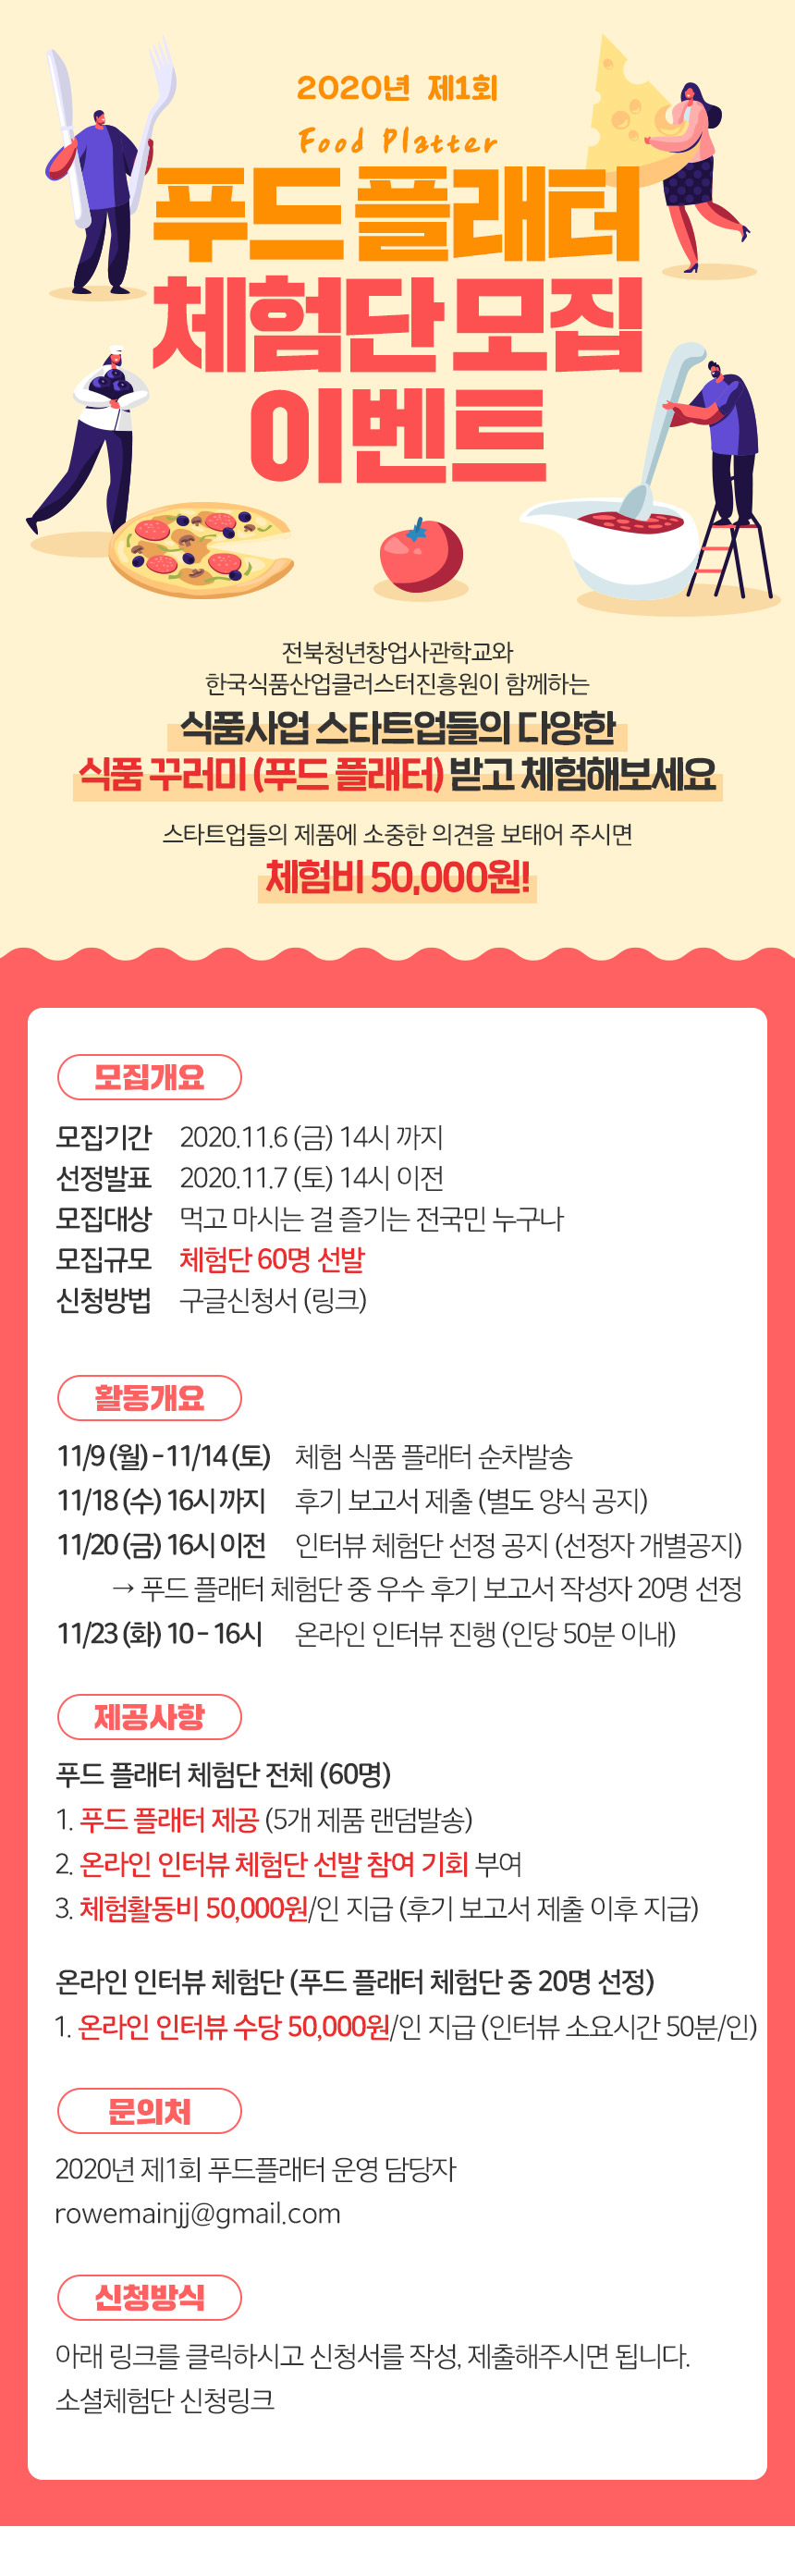 2020년 제1회
Food Platter
푸드 플래터
체험단 모집
이벤트
전북청년창업사관학교와
한국식품산업클러스터진흥원이 함께하는
식품사업 스타트업들의 다양한
식품 꾸러미 (푸드 플래터) 받고 체험해보세요
스타트업들의 제품에 소중한 의견을 보태어 주시면
체험비 50,000원!
모집개요
모집기간 2020.11.6 (금) 14시 까지
선정발표 2020.11.7 (토) 14시 이전
모집대상 먹고 마시는 걸 즐기는 전국민 누구나
모집규모 체험단 60명 선발
신청방법 구글신청서 (링크)
활동개요
11/9 (월) - 11/14 (토) 체험 식품 플래터 순차발송
11/18 (수) 16시 까지 후기 보고서 제출 (별도 양식 공지)
11/20 (금) 16시 이전 인터뷰 체험단 선정 공지 (선정자 개별공지)
→ 푸드 플래터 체험단 중 우수 후기 보고서 작성자 20명 선정
11/23 (화) 10 - 16시 온라인 인터뷰 진행 (인당 50분 이내)
제공사항
푸드 플래터 체험단 전체 (60명)
1. 푸드 플래터 제공 (5개 제품 랜덤발송)
2. 온라인 인터뷰 체험단 선발 참여 기회 부여
3. 체험활동비 50,000원/인 지급 (후기 보고서 제출 이후 지급)
온라인 인터뷰 체험단 (푸드 플래터 체험단 중 20명 선정)
1. 온라인 인터뷰 수당 50,000원/인 지급 (인터뷰 소요시간 50분/인)
문의처
2020년 제1회 푸드플래터 운영 담당자
rowemainjj@gmail.com
신청방식
아래 링크를 클릭하시고 신청서를 작성, 제출해주시면 됩니다.
소셜체험단 신청링크